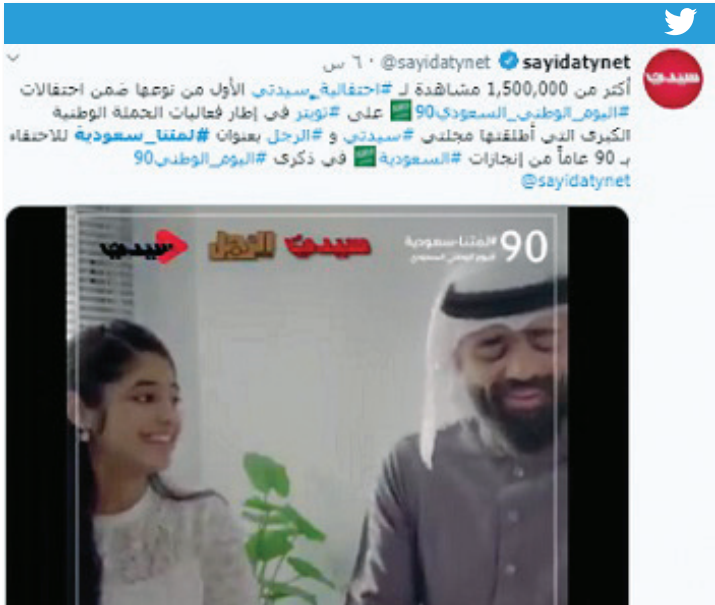 sayidatynet @sayidatynet · ٦ س
أكثر من 1,500,000 مشاهدة لـ #احتفالية_سيدتي الأول من نوعها ضمن احتفالات
#اليوم_الوطني_السعودي90 على #تويتر في إطار فعاليات الحملة الوطنية
الكبرى التي أطلقتها مجلتي #سيدتي و #الرجل بعنوان #لمتنا_سعودية للاحتفاء
بـ 90 عاماً من إنجازات #السعودية في ذكرى #اليوم_الوطني90
@sayidatynet
سيدتي
90 #لمتنا_سعودية
اليوم الوطني السعودي
سيدتي الرجل سيدتي